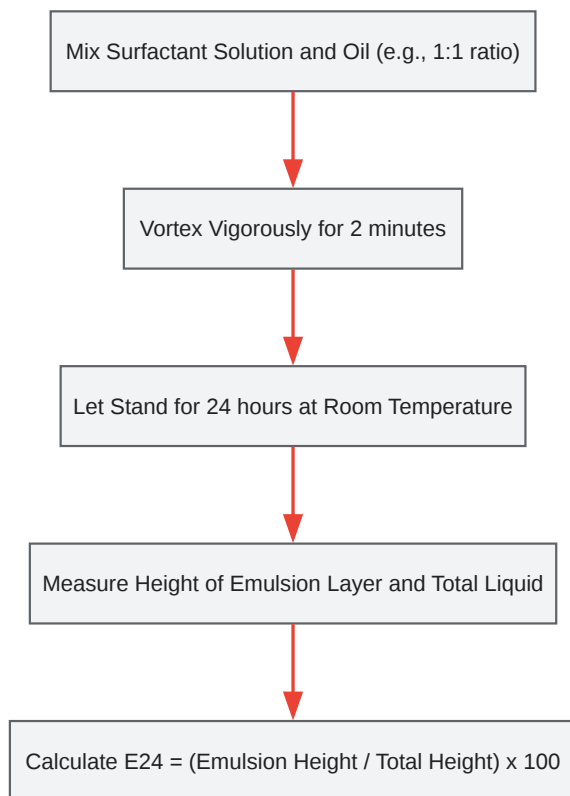 Mix Surfactant Solution and Oil (e.g., 1:1 ratio)
Vortex Vigorously for 2 minutes
Let Stand for 24 hours at Room Temperature
Measure Height of Emulsion Layer and Total Liquid
Calculate E24 = (Emulsion Height / Total Height) x 100